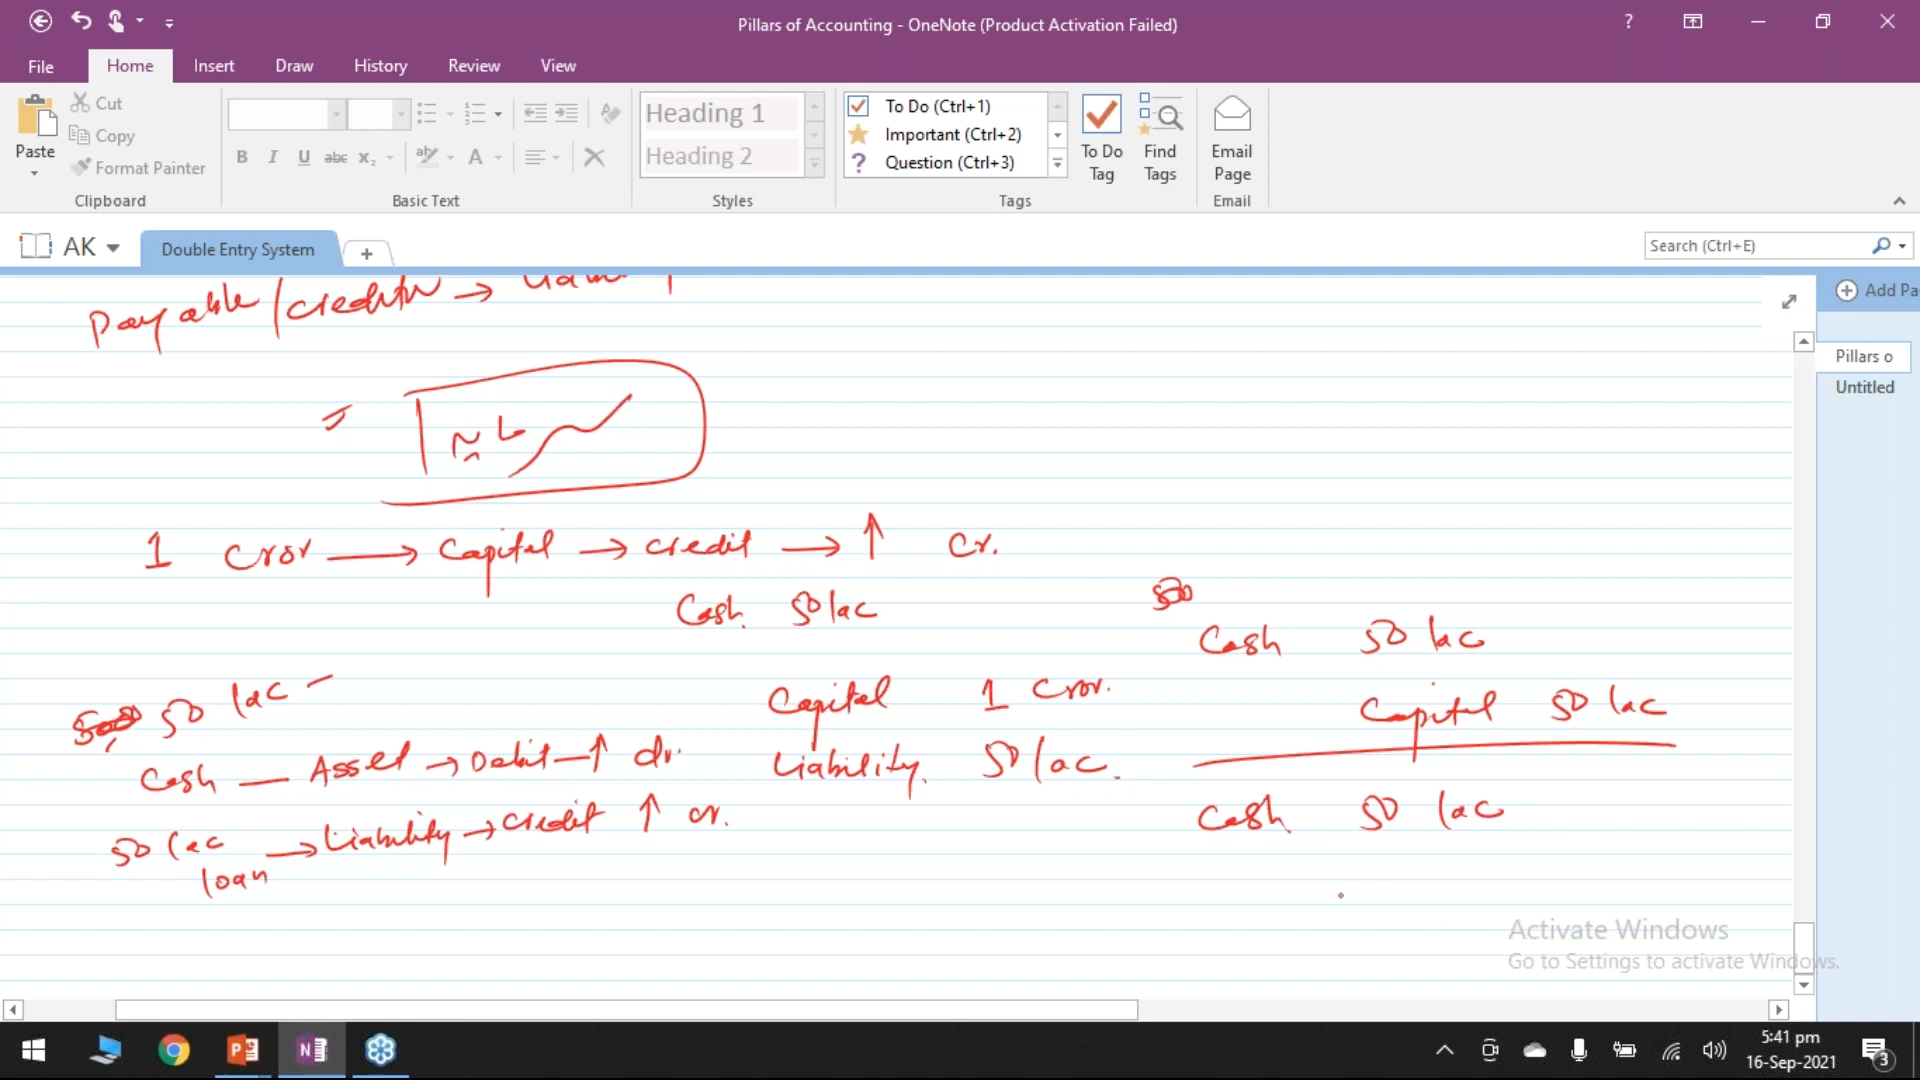 Pillars of Accounting - OneNote (Product Activation Failed)
?
File Home Insert Draw History Review View
Paste
Cut
Copy
Format Painter
Clipboard
B I U abc x₂ A
Basic Text
Heading 1
Heading 2
Styles
To Do (Ctrl+1)
Important (Ctrl+2)
Question (Ctrl+3)
To Do Tag
Find Tags
Tags
Email Page
Email
AK
Double Entry System
+
Search (Ctrl+E)
Add Pa
Pillars o
Untitled
Payable/creditor →
1 Cror → Capital → credit → ↑ Cr.
Cash 50 lac
50 lac
Cash — Asset → Debit — ↑ dr.
50 lac loan → Liability → credit ↑ cr.
Capital 1 Cror.
Liability. 50 lac.
Cash 50 lac
Capital 50 lac
Cash 50 lac
Activate Windows
Go to Settings to activate Windows.
5:41 pm
16-Sep-2021
3